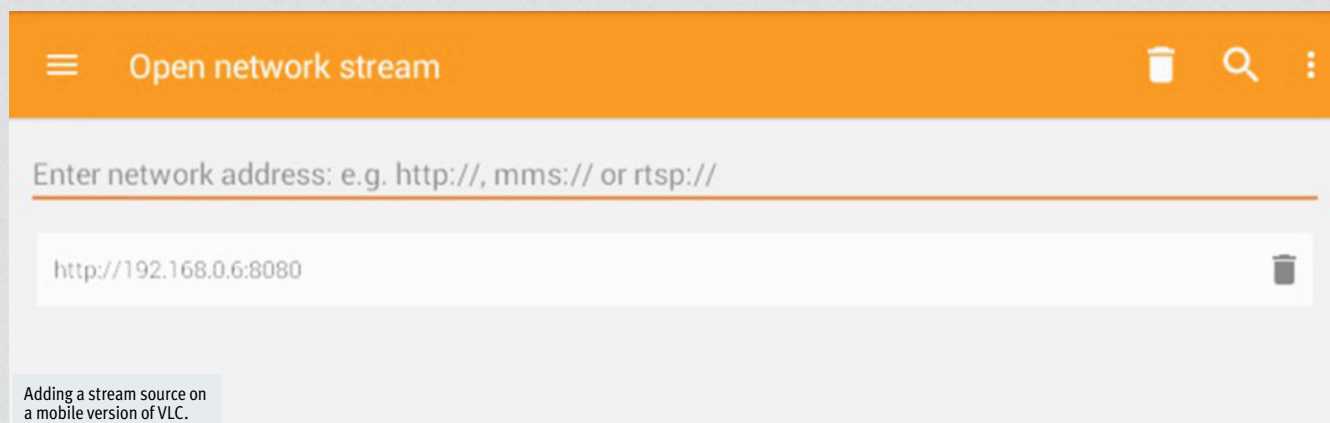 Open network stream
Enter network address: e.g. http://, mms:// or rtsp://
http://192.168.0.6:8080
Adding a stream source on
a mobile version of VLC.